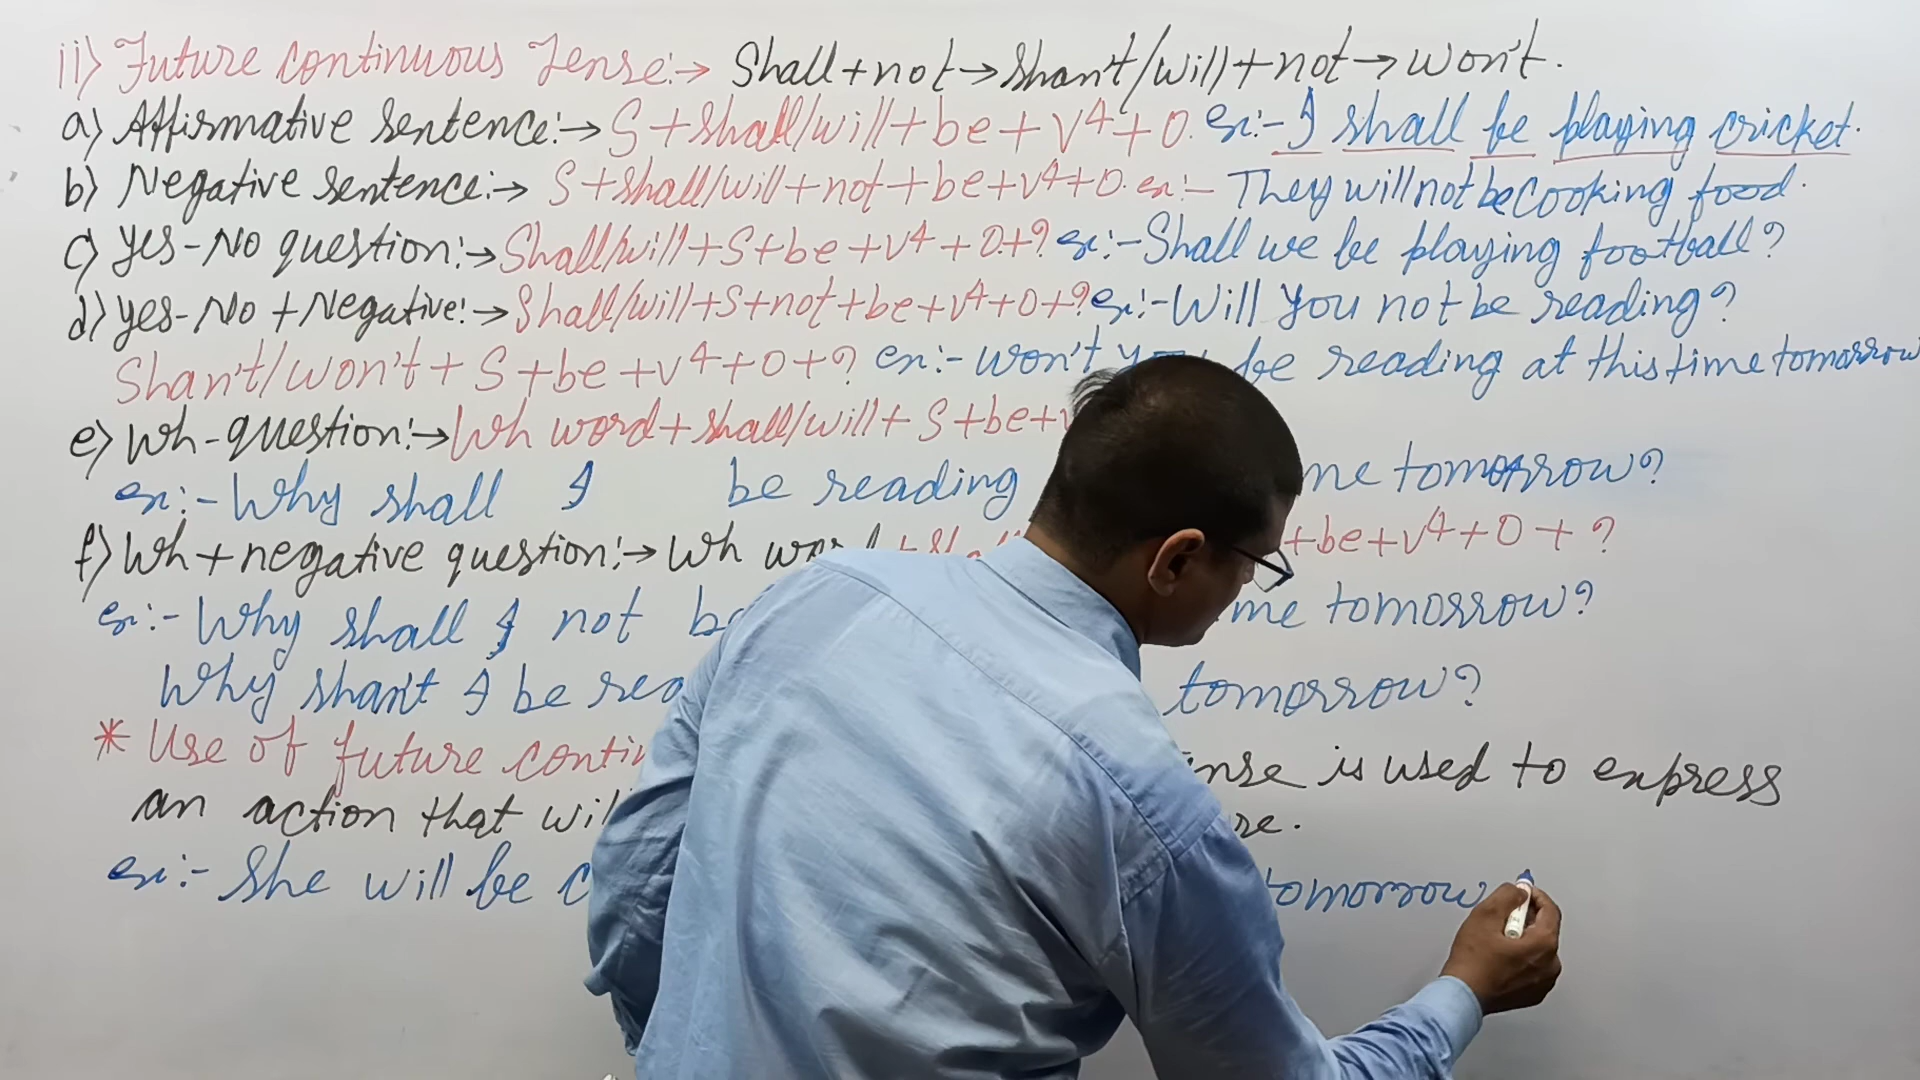 ii) Future continuous Tense:→ Shall+not→shan't/will+not→won't.
a) Affirmative sentence:→ S+shall/will+be+v4+O. ex:- I shall be playing cricket.
b) Negative sentence:→ S+shall/will+not+be+v4+O. ex:- They will not be cooking food.
c) Yes-No question:→ Shall/will+S+be+v4+O+? ex:- Shall we be playing football?
d) Yes-No+Negative:→ Shall/will+S+not+be+v4+O+? ex:- Will you not be reading?
Shan't/won't+S+be+v4+O+? ex:- won't be reading at this time tomorrow
e) Wh-question:→ Wh word+shall/will+S+be+
ex:- Why shall I be reading me tomorrow?
f) Wh+negative question:→ Wh +be+v4+O+?
ex:- Why shall I not me tomorrow?
Why shan't I be tomorrow?
* Use of future is used to express
an action that
ex:- She will be tomorrow